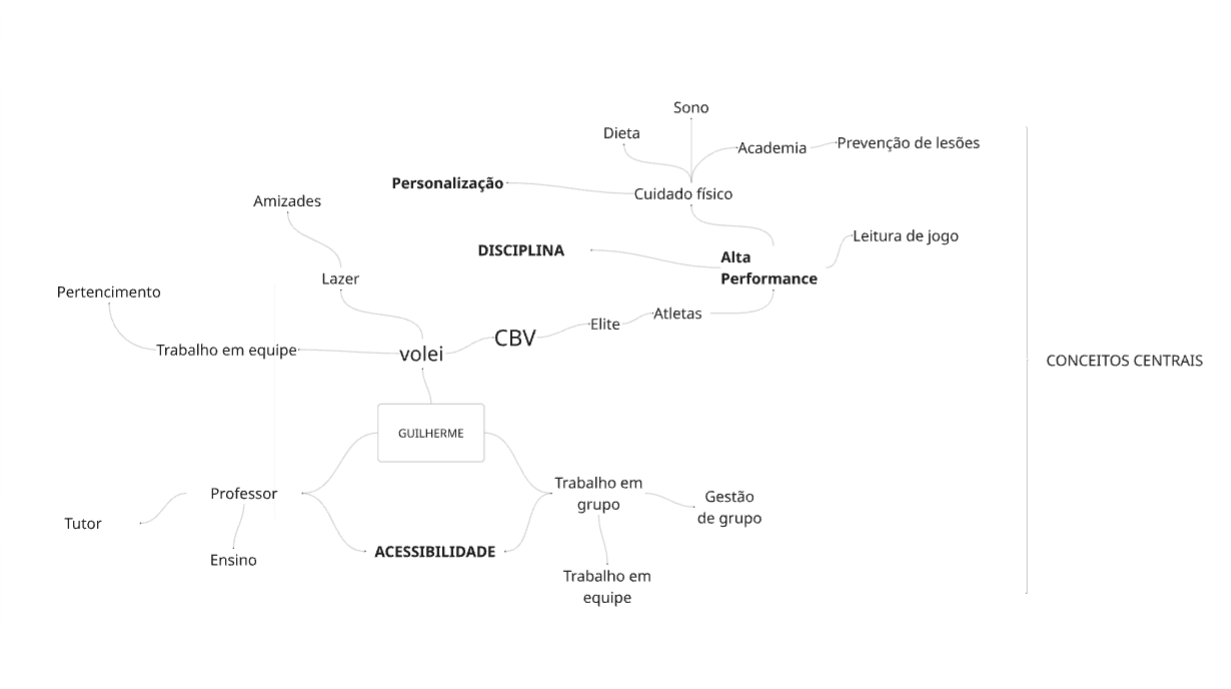 Sono
Dieta
Academia
Prevenção de lesões
Personalização
Cuidado físico
Amizades
Leitura de jogo
DISCIPLINA
Alta
Performance
Lazer
Pertencimento
Atletas
Elite
CBV
Trabalho em equipe
volei
CONCEITOS CENTRAIS
GUILHERME
Trabalho em
grupo
Professor
Gestão
de grupo
Tutor
ACESSIBILIDADE
Ensino
Trabalho em
equipe